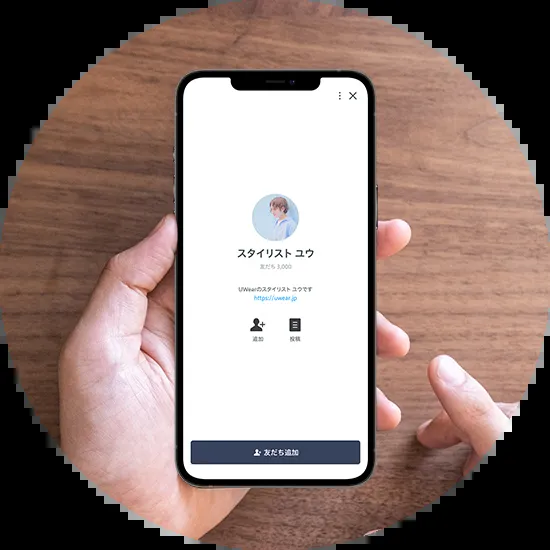 スタイリスト ユウ
友だち 3,000
UWearのスタイリスト ユウです
https://uwear.jp
追加
投稿
友だち追加